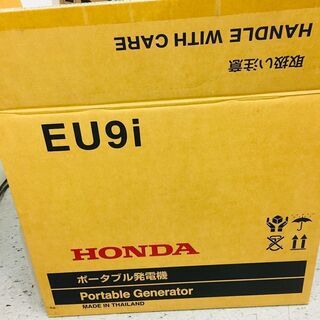 HANDLE WITH CARE
取扱い注意
EU9i
HONDA
ポータブル発電機
Portable Generator
MADE IN THAILAND